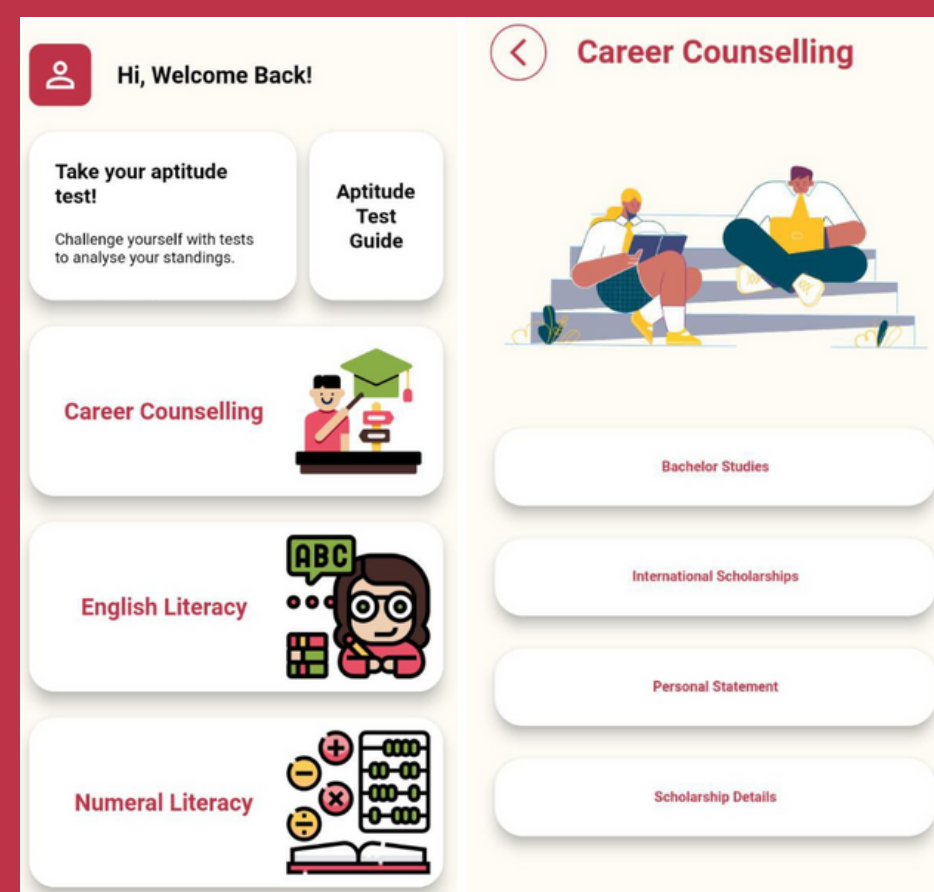 Hi, Welcome Back!
Take your aptitude
test!
Challenge yourself with tests
to analyse your standings.
Aptitude
Test
Guide
Career Counselling
ABC
English Literacy
Numeral Literacy
Career Counselling
Bachelor Studies
International Scholarships
Personal Statement
Scholarship Details